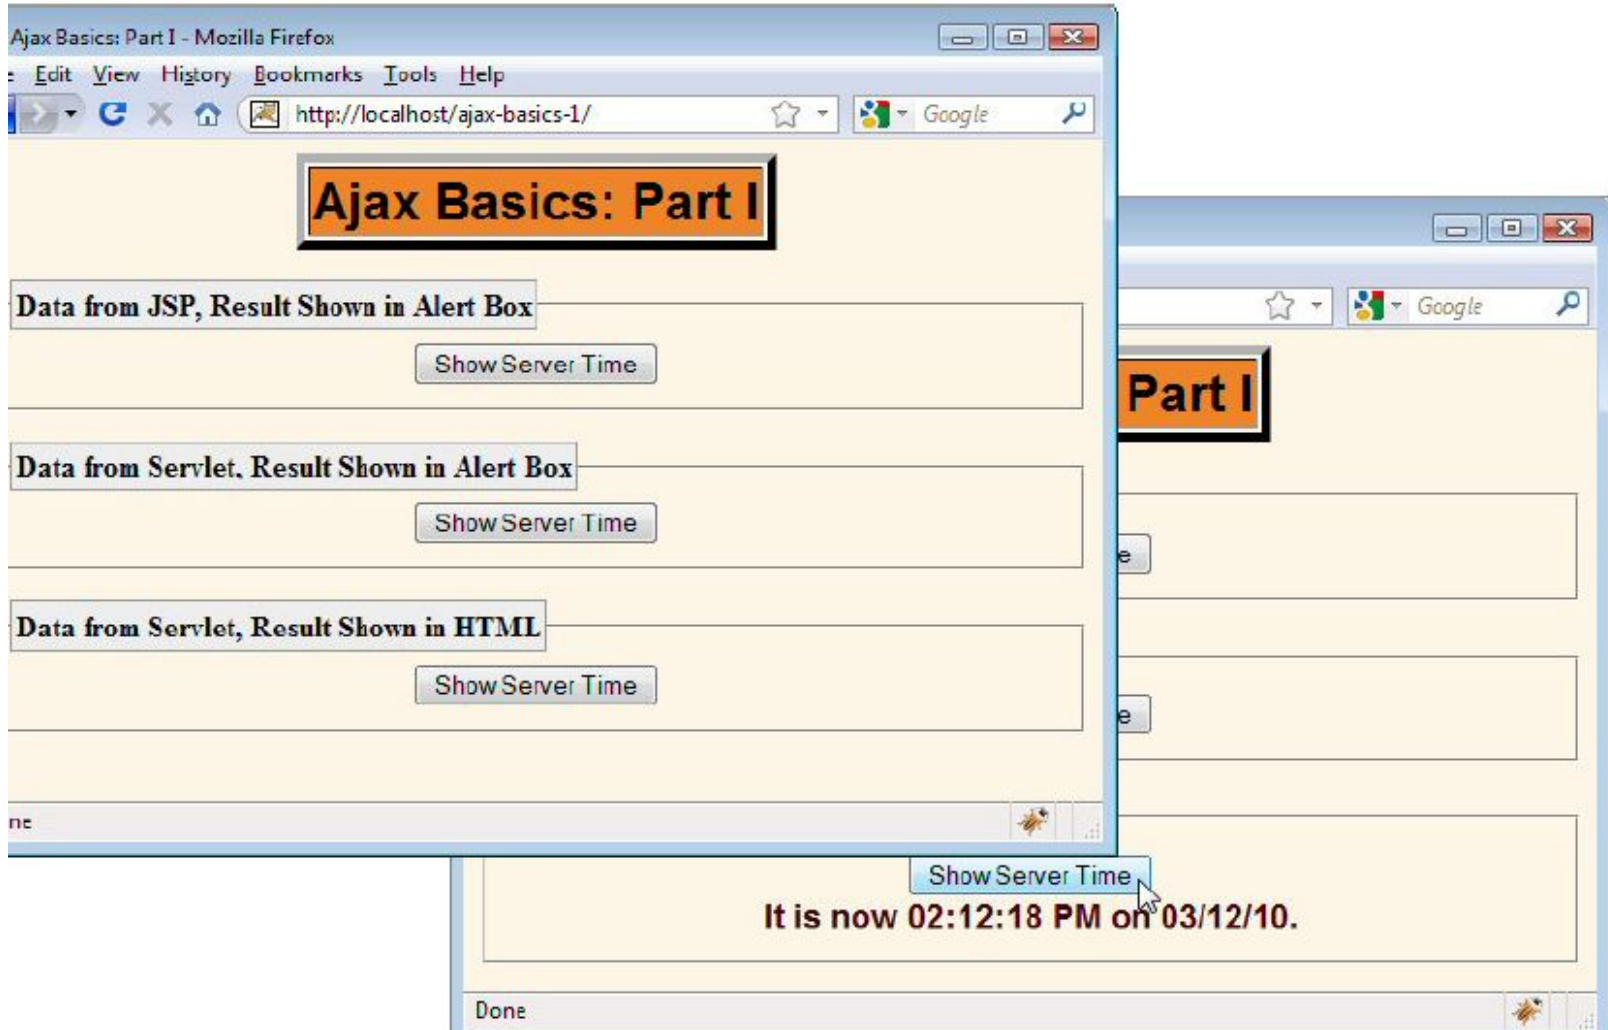 Ajax Basics: Part I - Mozilla Firefox
Edit View History Bookmarks Tools Help
http://localhost/ajax-basics-1/
Google
Ajax Basics: Part I
Data from JSP, Result Shown in Alert Box
Show Server Time
Data from Servlet, Result Shown in Alert Box
Show Server Time
Data from Servlet, Result Shown in HTML
Show Server Time
ne
Google
Part I
e
e
Show Server Time
It is now 02:12:18 PM on 03/12/10.
Done